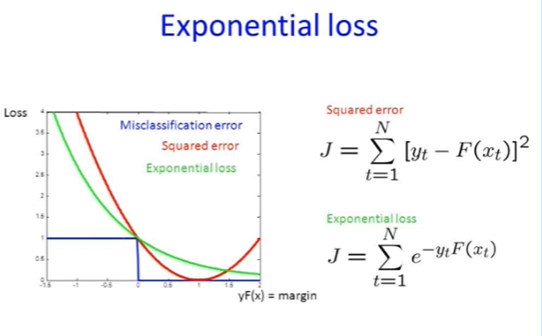 Exponential loss
Loss
Misclassification error
Squared error
Exponential loss
4
3.5
3
2.5
2
1.5
1
0.5
0
-1.5 -1 -0.5 0 0.5 1 1.5 2
yF(x) = margin
Squared error
J = \sum_{t=1}^{N} [y_t − F(x_t)]^2
Exponential loss
J = \sum_{t=1}^{N} e^{−y_t F(x_t)}